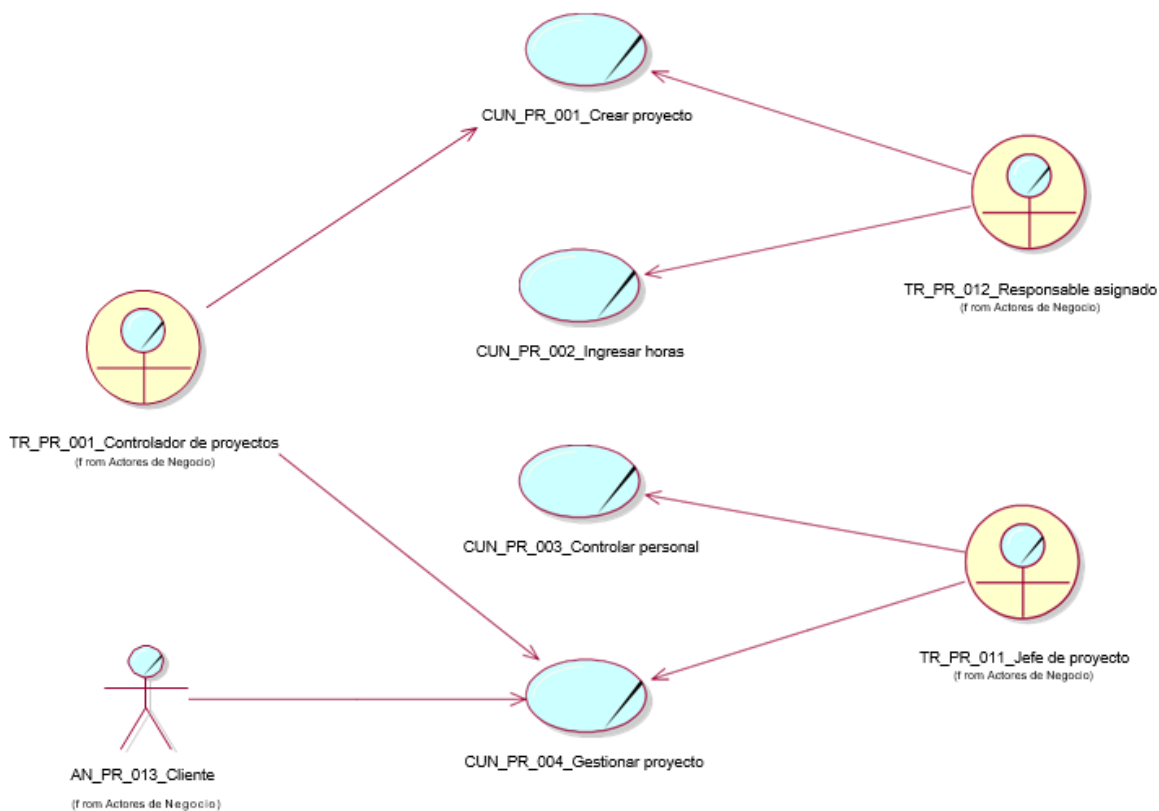 CUN_PR_001_Crear proyecto
TR_PR_012_Responsable asignado
(f rom Actores de Negocio)
CUN_PR_002_Ingresar horas
TR_PR_001_Controlador de proyectos
(f rom Actores de Negocio)
CUN_PR_003_Controlar personal
TR_PR_011_Jefe de proyecto
(f rom Actores de Negocio)
CUN_PR_004_Gestionar proyecto
AN_PR_013_Cliente
(f rom Actores de Negocio)